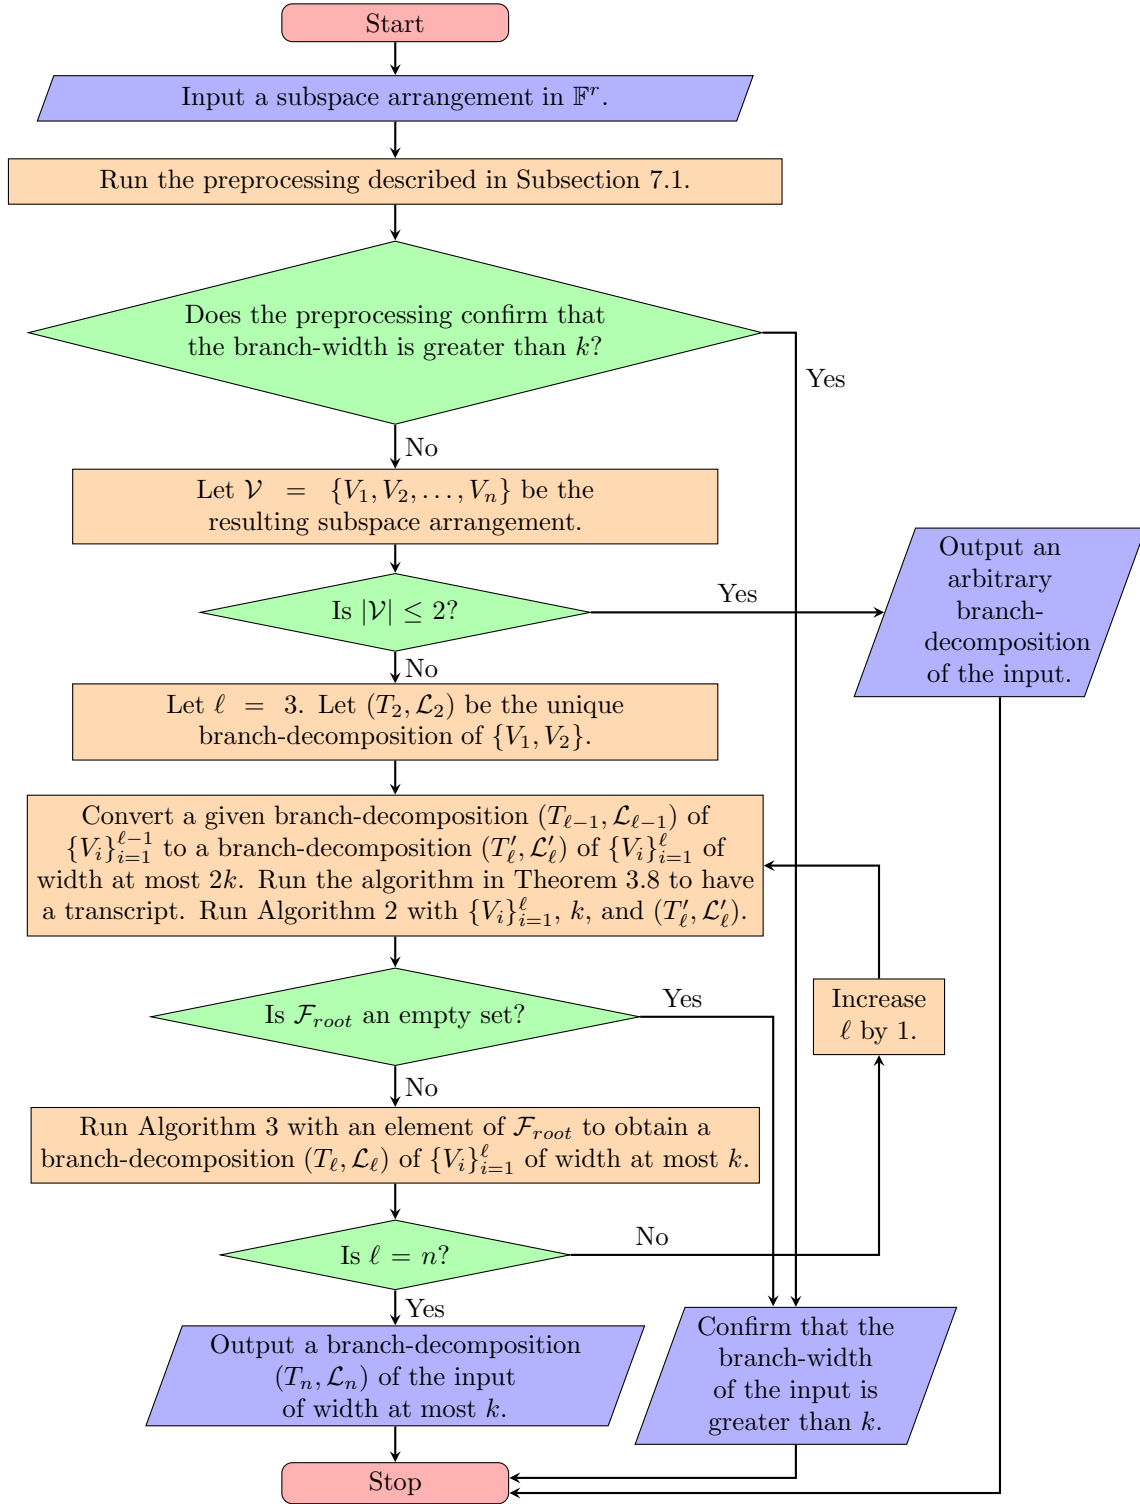 Start
Input a subspace arrangement in 𝔽^r.
Run the preprocessing described in Subsection 7.1.
Does the preprocessing confirm that
the branch-width is greater than k?
Yes
No
Let 𝒱 = {V_1, V_2, …, V_n} be the
resulting subspace arrangement.
Is |𝒱| ≤ 2?
Yes
Output an
arbitrary
branch-
decomposition
of the input.
No
Let ℓ = 3. Let (T_2, ℒ_2) be the unique
branch-decomposition of {V_1, V_2}.
Convert a given branch-decomposition (T_{ℓ−1}, ℒ_{ℓ−1}) of
{V_i}_{i=1}^{ℓ−1} to a branch-decomposition (T′_ℓ, ℒ′_ℓ) of {V_i}_{i=1}^{ℓ} of
width at most 2k. Run the algorithm in Theorem 3.8 to have
a transcript. Run Algorithm 2 with {V_i}_{i=1}^{ℓ}, k, and (T′_ℓ, ℒ′_ℓ).
Is ℱ_{root} an empty set?
Yes
Increase
ℓ by 1.
No
Run Algorithm 3 with an element of ℱ_{root} to obtain a
branch-decomposition (T_ℓ, ℒ_ℓ) of {V_i}_{i=1}^{ℓ} of width at most k.
Is ℓ = n?
No
Yes
Output a branch-decomposition
(T_n, ℒ_n) of the input
of width at most k.
Confirm that the
branch-width
of the input is
greater than k.
Stop